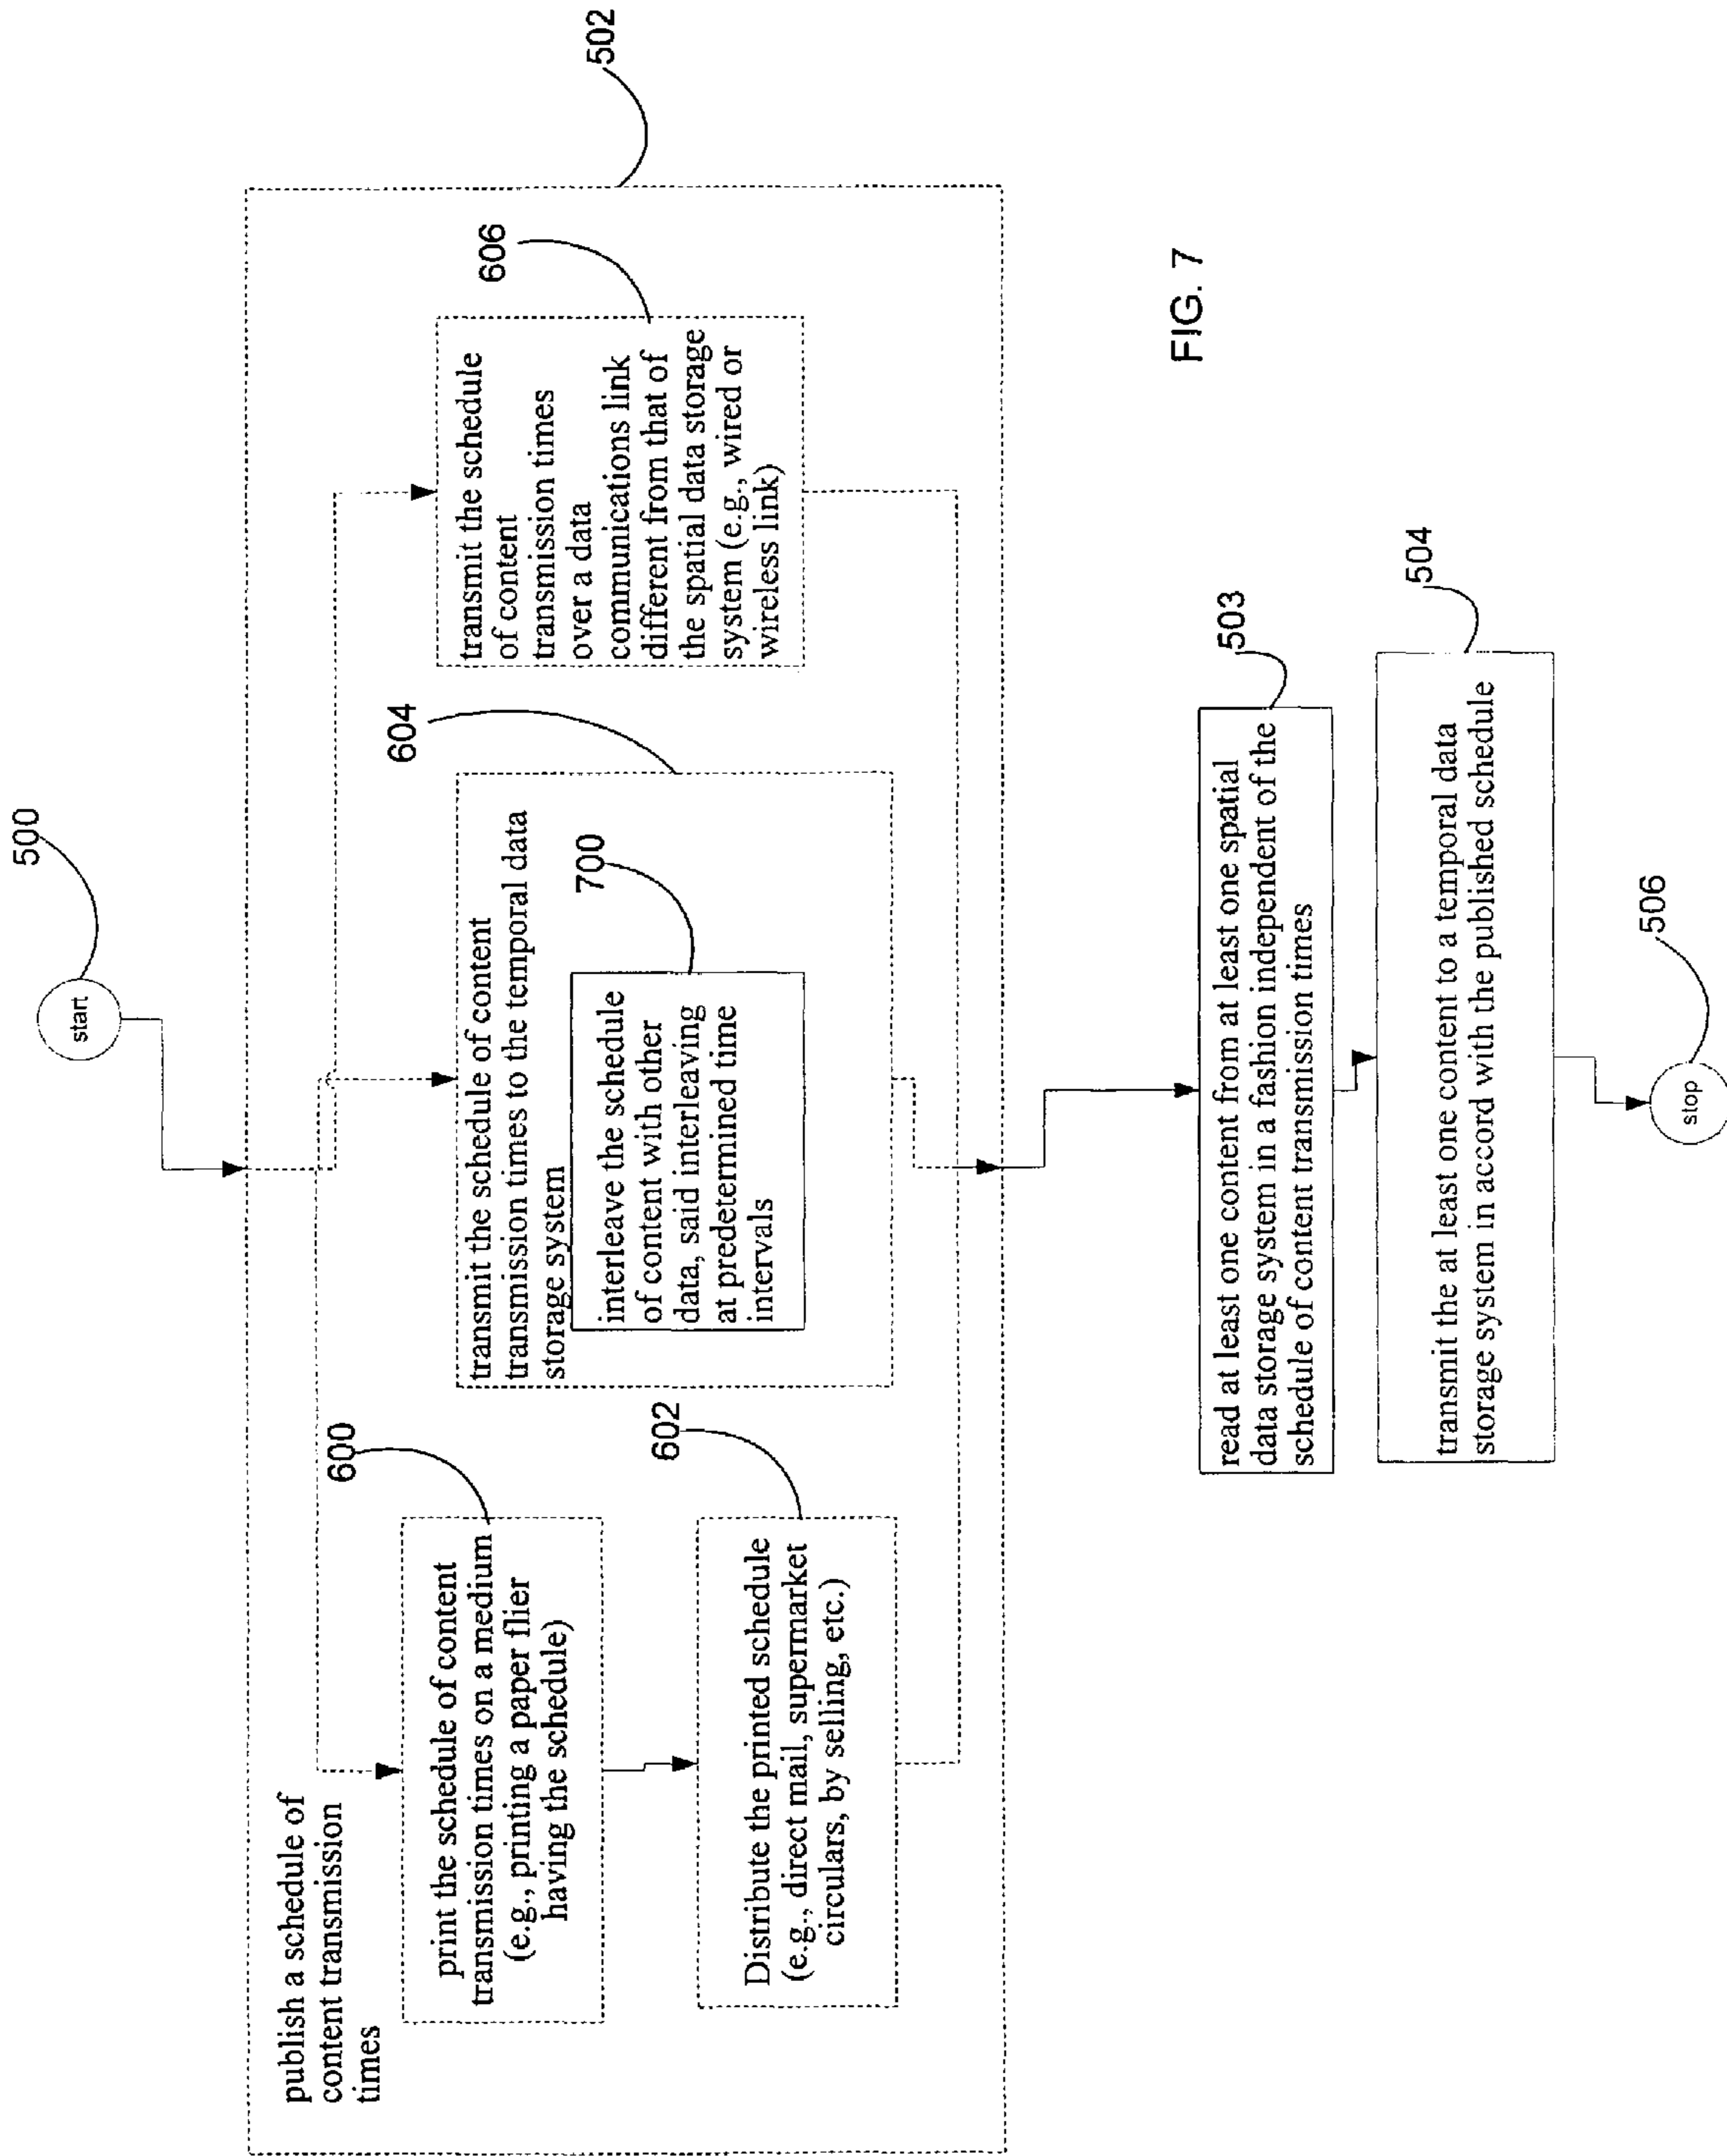 500
start
502
publish a schedule of
content transmission
times
600
print the schedule of content
transmission times on a medium
(e.g., printing a paper flier
having the schedule)
602
Distribute the printed schedule
(e.g., direct mail, supermarket
circulars, by selling, etc.)
604
transmit the schedule of content
transmission times to the temporal data
storage system
700
interleave the schedule
of content with other
data, said interleaving
at predetermined time
intervals
606
transmit the schedule
of content
transmission times
over a data
communications link
different from that of
the spatial data storage
system (e.g., wired or
wireless link)
503
read at least one content from at least one spatial
data storage system in a fashion independent of the
schedule of content transmission times
504
transmit the at least one content to a temporal data
storage system in accord with the published schedule
506
stop
FIG. 7